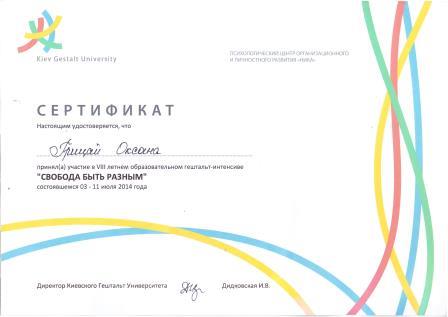 Kiev Gestalt University
ПСИХОЛОГИЧЕСКИЙ ЦЕНТР ОРГАНИЗАЦИОННОГО
И ЛИЧНОСТНОГО РАЗВИТИЯ «НИКА»
СЕРТИФИКАТ
Настоящим удостоверяется, что
Грицай Оксана
принял(а) участие в VIII летнем образовательном гештальт-интенсиве
"СВОБОДА БЫТЬ РАЗНЫМ"
состоявшемся 03 - 11 июля 2014 года
Директор Киевского Гештальт Университета Дидковская И.В.